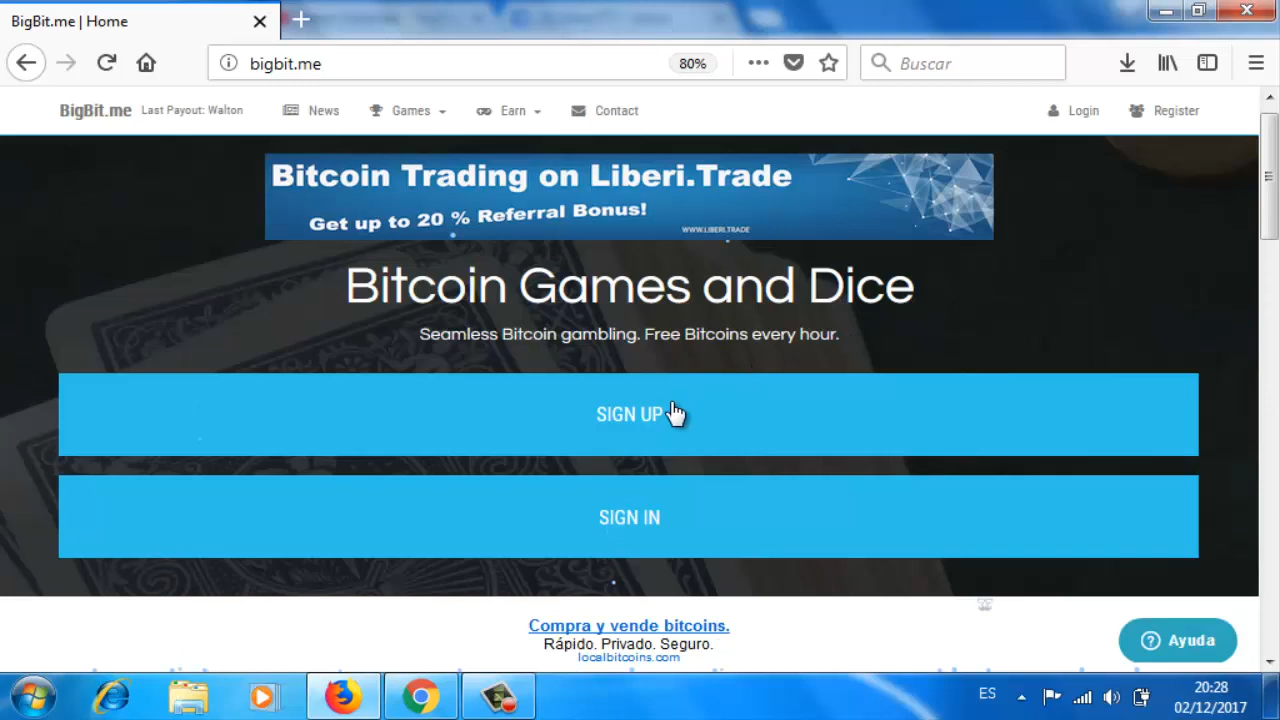 BigBit.me | Home
bigbit.me
80%
Buscar
BigBit.me
Last Payout: Walton
News
Games
Earn
Contact
Login
Register
Bitcoin Trading on Liberi.Trade
Get up to 20 % Referral Bonus!
WWW.LIBERI.TRADE
Bitcoin Games and Dice
Seamless Bitcoin gambling. Free Bitcoins every hour.
SIGN UP
SIGN IN
Compra y vende bitcoins.
Rápido. Privado. Seguro.
localbitcoins.com
Ayuda
ES
20:28
02/12/2017